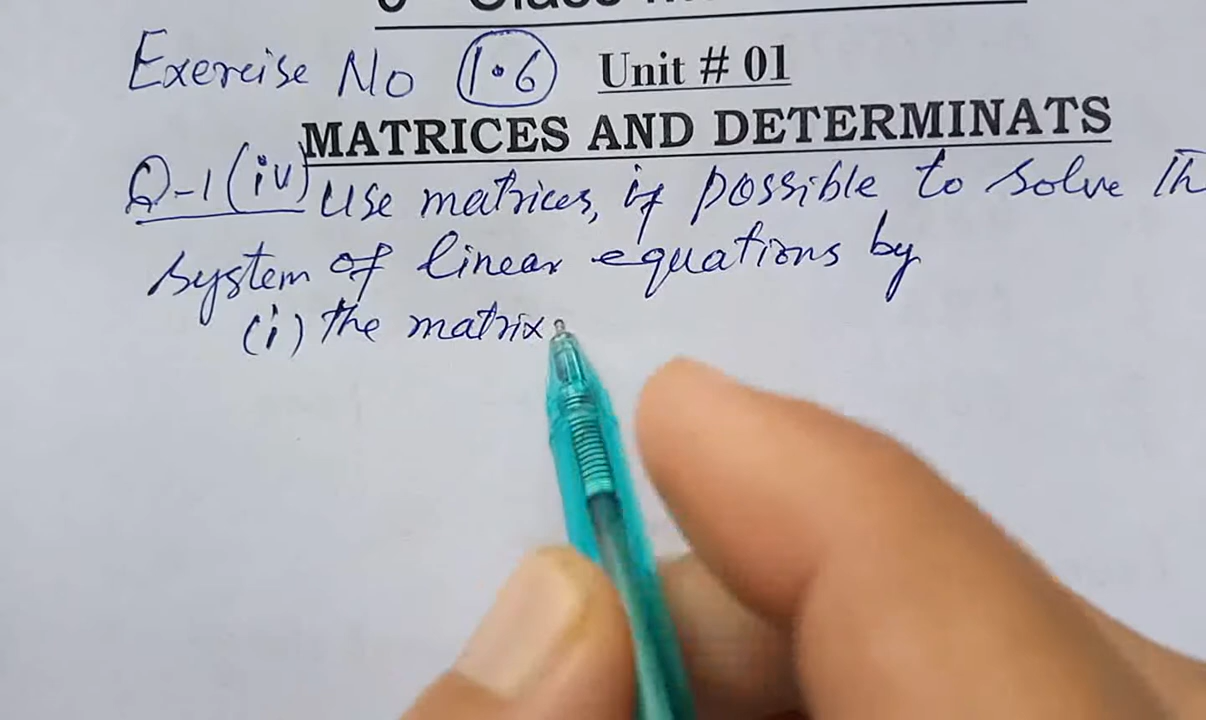 Exercise No 1.6 Unit # 01
MATRICES AND DETERMINATS
Q-1(iv) Use matrices, if possible to solve
system of linear equations by
(i) the matrix